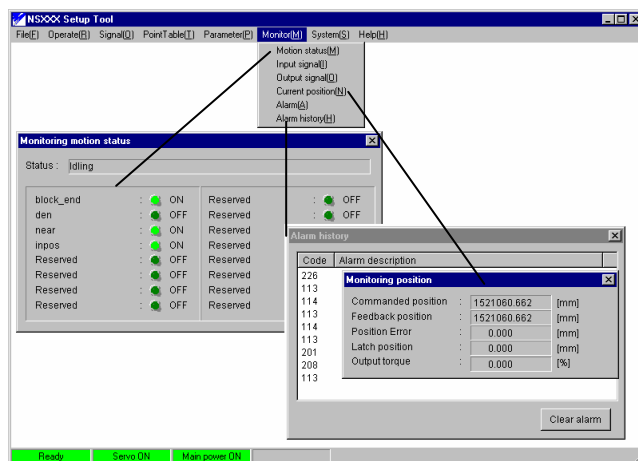 NSXXX Setup Tool
File(F) Operate(R) Signal(O) PointTable(T) Parameter(P) Monitor(M) System(S) Help(H)
Motion status(M)
Input signal(I)
Output signal(O)
Current position(N)
Alarm(A)
Alarm history(H)
Monitoring motion status
Status : Idling
block_end : ON Reserved : OFF
den : OFF Reserved : OFF
near : ON Reserved
inpos : ON Reserved
Reserved : OFF Reserved
Reserved : OFF Reserved
Reserved : OFF Reserved
Reserved : OFF Reserved
Alarm history
Code Alarm description
226
113
114
113
114
113
201
208
113
Monitoring position
Commanded position : 1521060.662 [mm]
Feedback position : 1521060.662 [mm]
Position Error : 0.000 [mm]
Latch position : 0.000 [mm]
Output torque : 0.000 [%]
Clear alarm
Ready Servo ON Main power ON